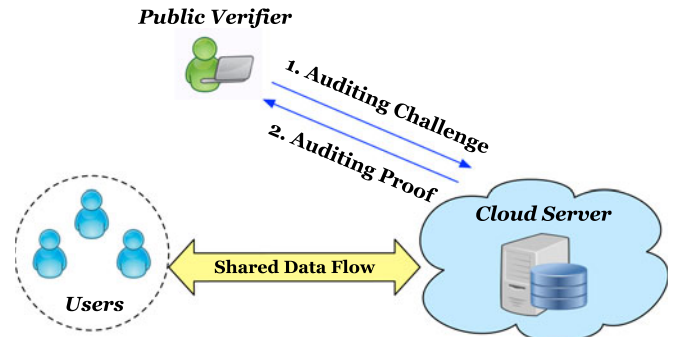 Public Verifier
1. Auditing Challenge
2. Auditing Proof
Cloud Server
Shared Data Flow
Users